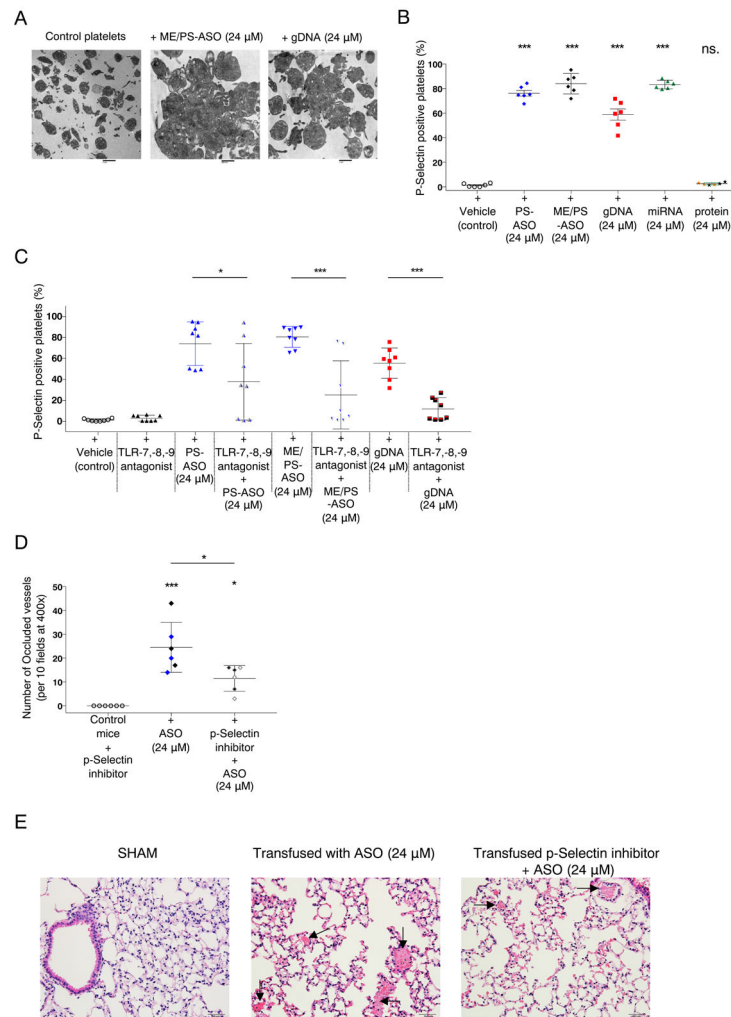 A
Control platelets
+ ME/PS-ASO (24 µM)
+ gDNA (24 µM)
B
P-Selectin positive platelets (%)
100
80
60
40
20
0
***
***
***
***
ns.
+ + + + + +
Vehicle PS- ME/PS gDNA miRNA protein
(control) ASO -ASO (24 µM) (24 µM) (24 µM)
(24 µM) (24 µM)
C
P-Selectin positive platelets (%)
100
80
60
40
20
0
*
***
***
+ + + + + + + +
Vehicle TLR-7,-8,-9 PS- TLR-7,-8,-9 ME/ TLR-7,-8,-9 gDNA TLR-7,-8,-9
(control) antagonist ASO antagonist PS- antagonist (24 µM) antagonist
(24 µM) + ASO + +
PS-ASO (24 µM) ME/PS gDNA
(24 µM) -ASO (24 µM)
(24 µM)
D
Number of Occluded vessels
(per 10 fields at 400x)
50
40
30
20
10
0
*
***
*
+ +
Control ASO p-Selectin
mice (24 µM) inhibitor
+ +
p-Selectin ASO
inhibitor (24 µM)
E
SHAM
Transfused with ASO (24 µM)
Transfused p-Selectin inhibitor
+ ASO (24 µM)